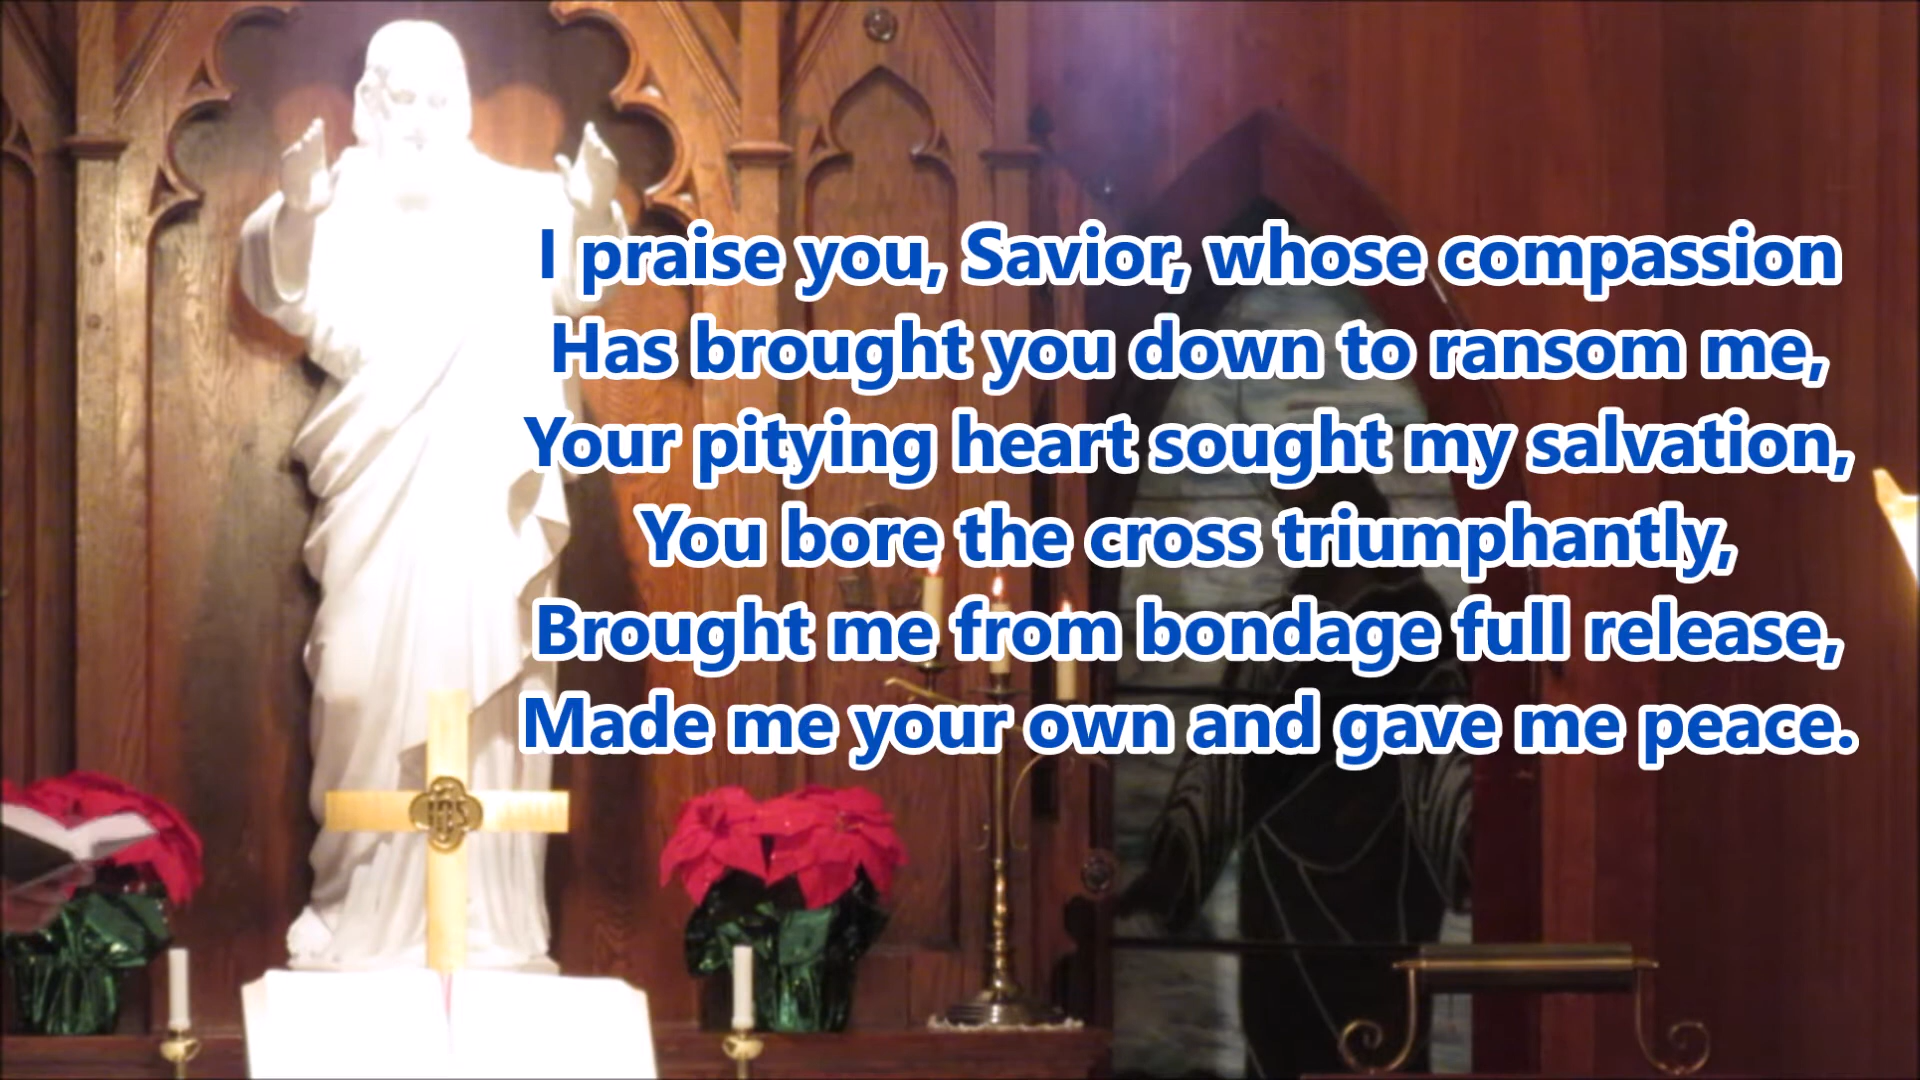 I praise you, Savior, whose compassion
Has brought you down to ransom me,
Your pitying heart sought my salvation,
You bore the cross triumphantly,
Brought me from bondage full release,
Made me your own and gave me peace.
IHS